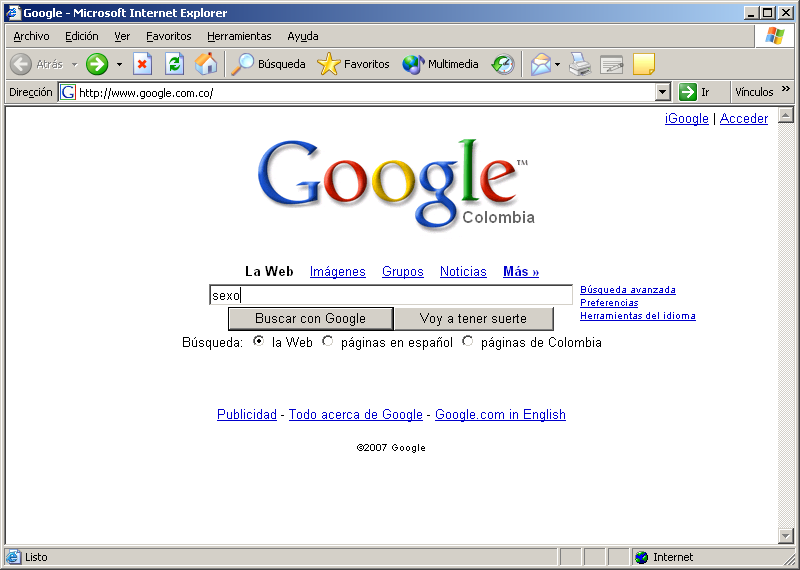 Google - Microsoft Internet Explorer
Archivo Edición Ver Favoritos Herramientas Ayuda
Atrás Búsqueda Favoritos Multimedia
Dirección http://www.google.com.co/ Ir Vínculos »
iGoogle | Acceder
Google™
Colombia
La Web Imágenes Grupos Noticias Más »
sexo
Búsqueda avanzada
Preferencias
Herramientas del idioma
Buscar con Google Voy a tener suerte
Búsqueda: la Web páginas en español páginas de Colombia
Publicidad - Todo acerca de Google - Google.com in English
©2007 Google
Listo Internet